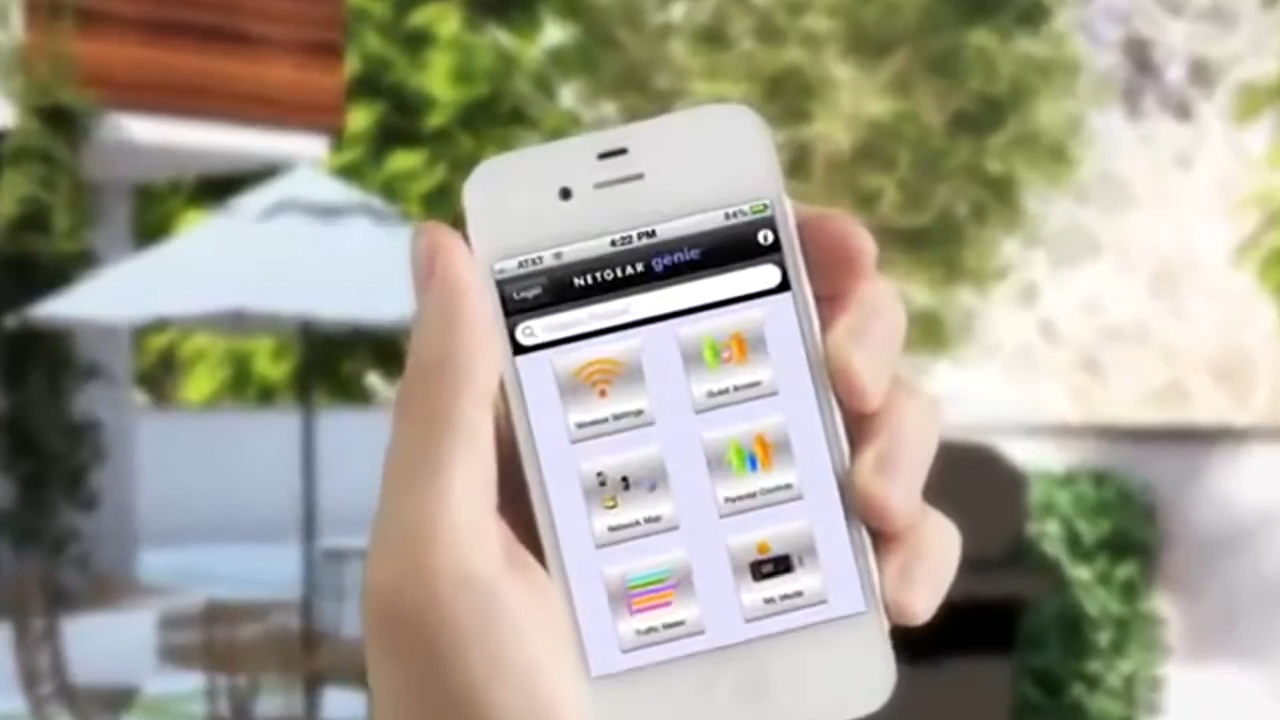 AT&T 4:22 PM 84%
Login NETGEAR genie
Wireless Settings Guest Access
Network Map Parental Controls
Traffic Meter My Media